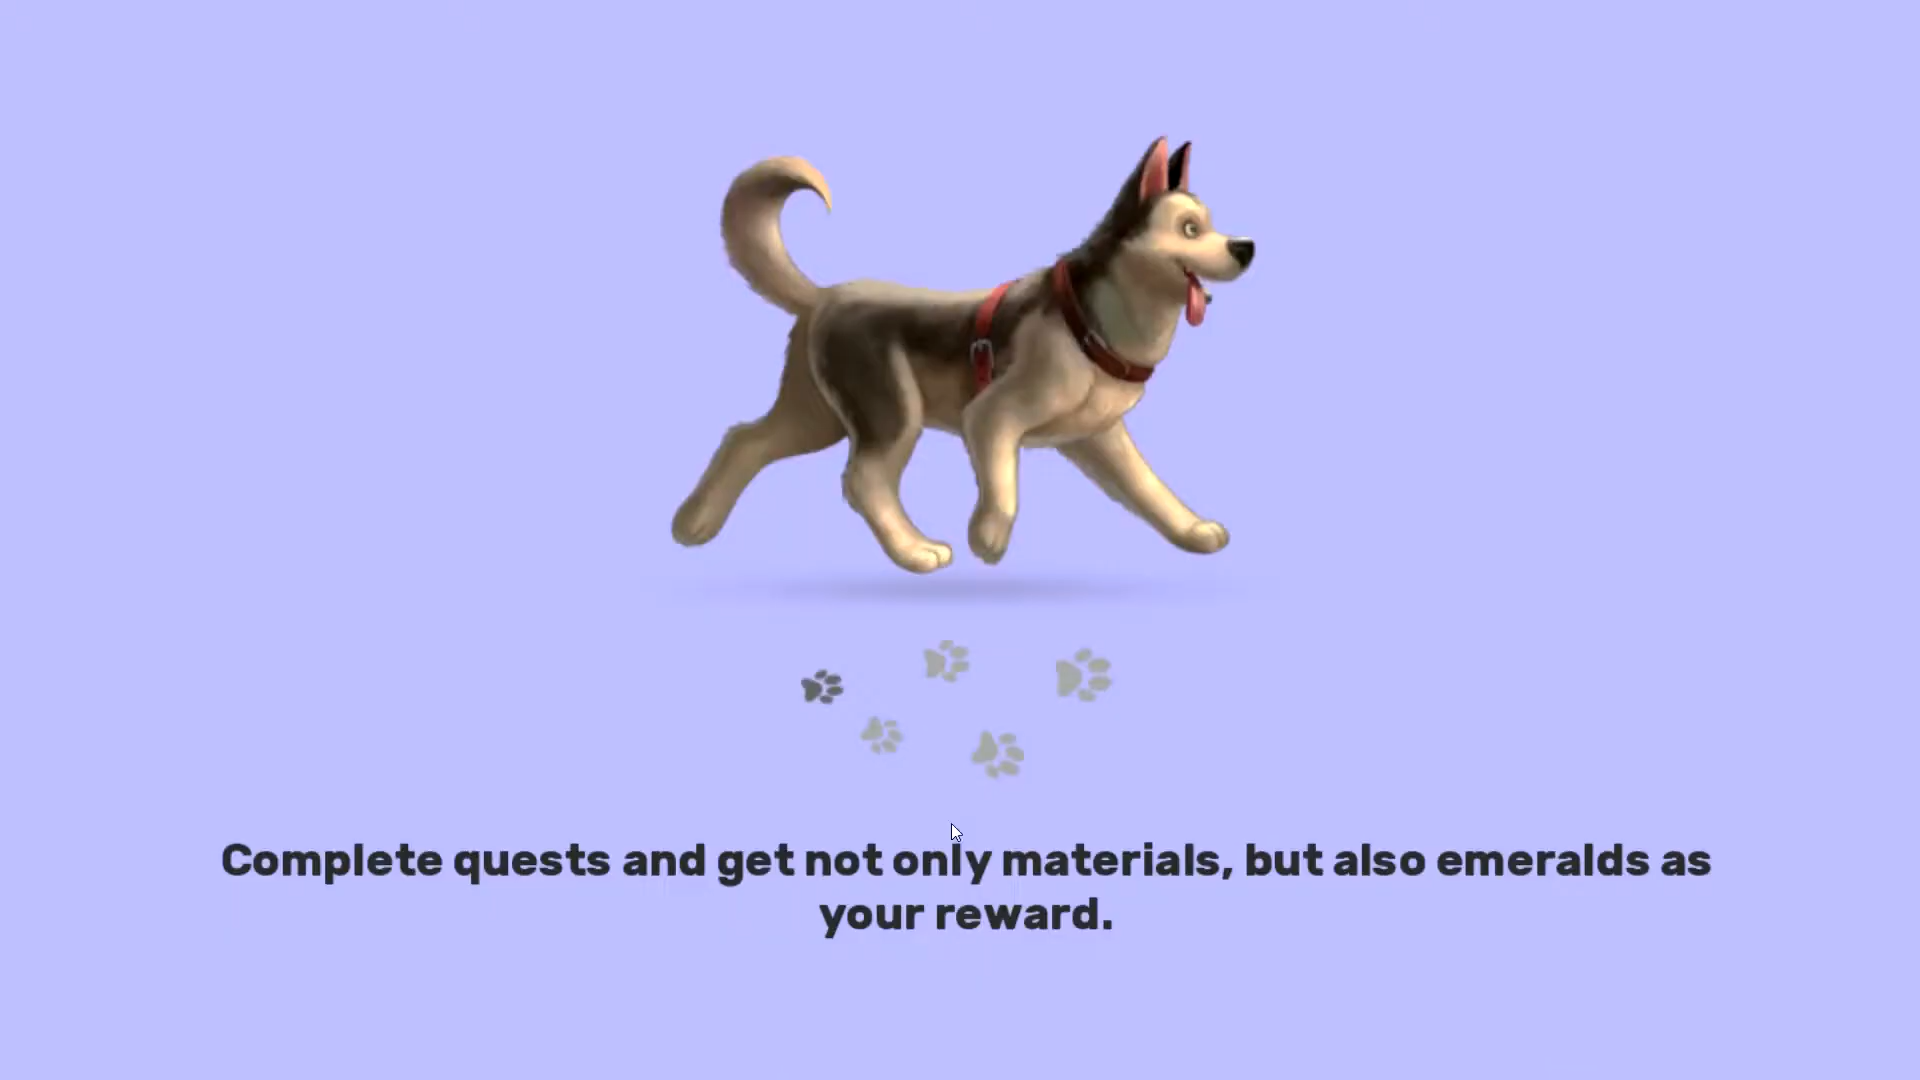 Complete quests and get not only materials, but also emeralds as
your reward.